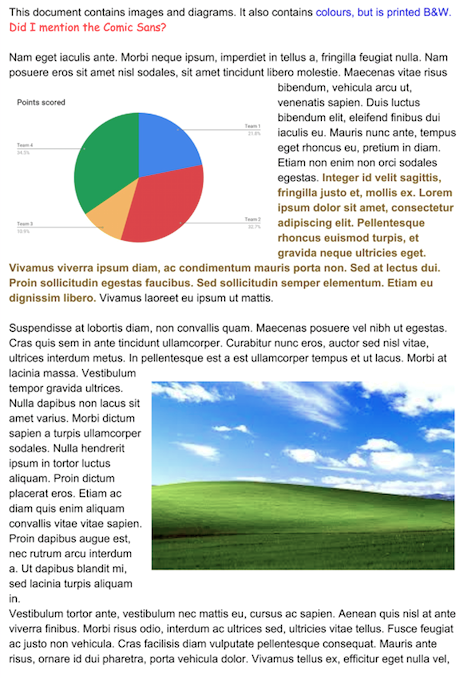 This document contains images and diagrams. It also contains colours, but is printed B&W.
Did I mention the Comic Sans?
Nam eget iaculis ante. Morbi neque ipsum, imperdiet in tellus a, fringilla feugiat nulla. Nam
posuere eros sit amet nisl sodales, sit amet tincidunt libero molestie. Maecenas vitae risus
bibendum, vehicula arcu ut,
venenatis sapien. Duis luctus
bibendum elit, eleifend finibus dui
iaculis eu. Mauris nunc ante, tempus
eget rhoncus eu, pretium in diam.
Etiam non enim non orci sodales
egestas. Integer id velit sagittis,
fringilla justo et, mollis ex. Lorem
ipsum dolor sit amet, consectetur
adipiscing elit. Pellentesque
rhoncus euismod turpis, et
gravida neque ultricies eget.
Points scored
Team 1
21.8%
Team 4
34.5%
Team 3
Team 2
Vivamus viverra ipsum diam, ac condimentum mauris porta non. Sed at lectus dui.
Proin sollicitudin egestas faucibus. Sed sollicitudin semper elementum. Etiam eu
dignissim libero. Vivamus laoreet eu ipsum ut mattis.
Suspendisse at lobortis diam, non convallis quam. Maecenas posuere vel nibh ut egestas.
Cras quis sem in ante tincidunt ullamcorper. Curabitur nunc eros, auctor sed nisl vitae,
ultrices interdum metus. In pellentesque est a est ullamcorper tempus et ut lacus. Morbi at
lacinia massa. Vestibulum
tempor gravida ultrices.
Nulla dapibus non lacus sit
amet varius. Morbi dictum
sapien a turpis ullamcorper
sodales. Nulla hendrerit
ipsum in tortor luctus
aliquam. Proin dictum
placerat eros. Etiam ac
diam quis enim aliquam
convallis vitae vitae sapien.
Proin dapibus augue est,
nec rutrum arcu interdum
a. Ut dapibus blandit mi,
sed lacinia turpis aliquam
in.
Vestibulum tortor ante, vestibulum nec mattis eu, cursus ac sapien. Aenean quis nisl at ante
viverra finibus. Morbi risus odio, interdum ac ultrices sed, ultricies vitae tellus. Fusce feugiat
ac justo non vehicula. Cras facilisis diam vulputate pellentesque consequat. Mauris ante
risus, ornare id dui pharetra, porta vehicula dolor. Vivamus tellus ex, efficitur eget nulla vel,